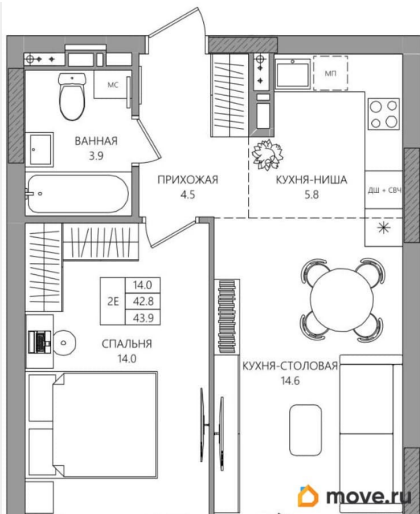 МС
МП
ВАННАЯ
3.9
ПРИХОЖАЯ
4.5
КУХНЯ-НИША
5.8
ДШ + СВЧ
14.0
2Е
42.8
43.9
СПАЛЬНЯ
14.0
КУХНЯ-СТОЛОВАЯ
14.6
move.ru